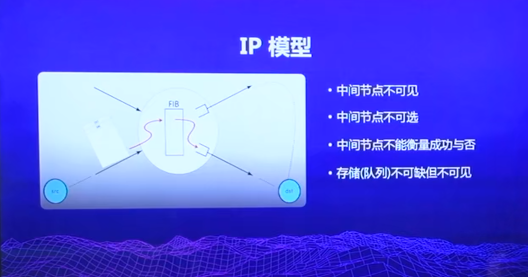 IP 模型
FIB
• 中间节点不可见
• 中间节点不可选
• 中间节点不能衡量成功与否
• 存储(队列)不可缺但不可见